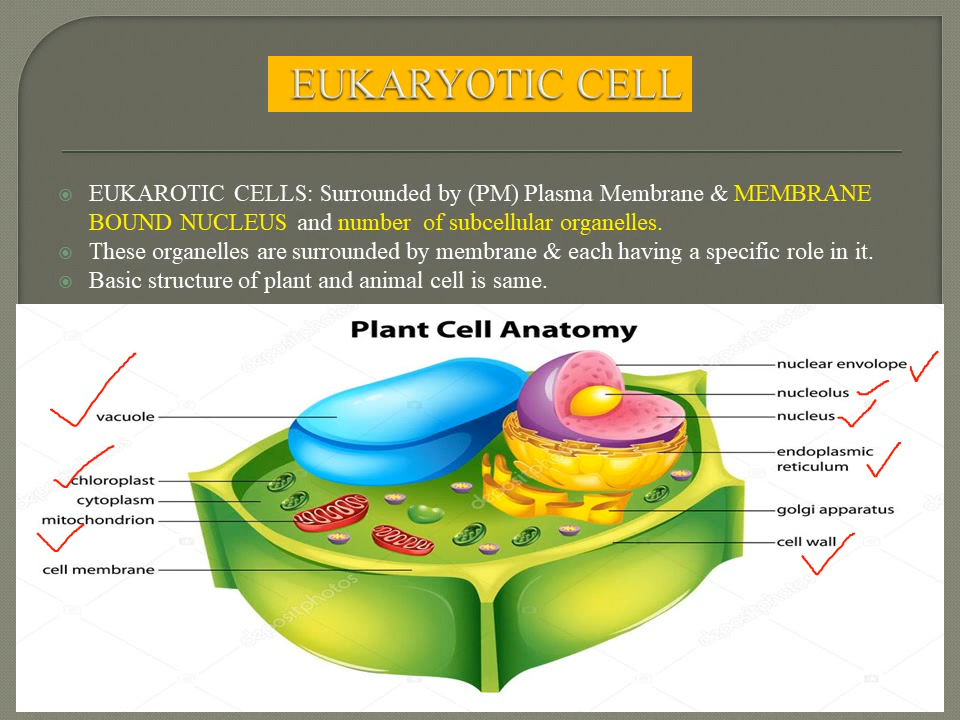 EUKARYOTIC CELL
EUKAROTIC CELLS: Surrounded by (PM) Plasma Membrane & MEMBRANE
BOUND NUCLEUS and number of subcellular organelles.
These organelles are surrounded by membrane & each having a specific role in it.
Basic structure of plant and animal cell is same.
Plant Cell Anatomy
nuclear envolope
nucleolus
nucleus
endoplasmic
reticulum
golgi apparatus
cell wall
vacuole
chloroplast
cytoplasm
mitochondrion
cell membrane
depositphotos
depositphotos
depositphotos